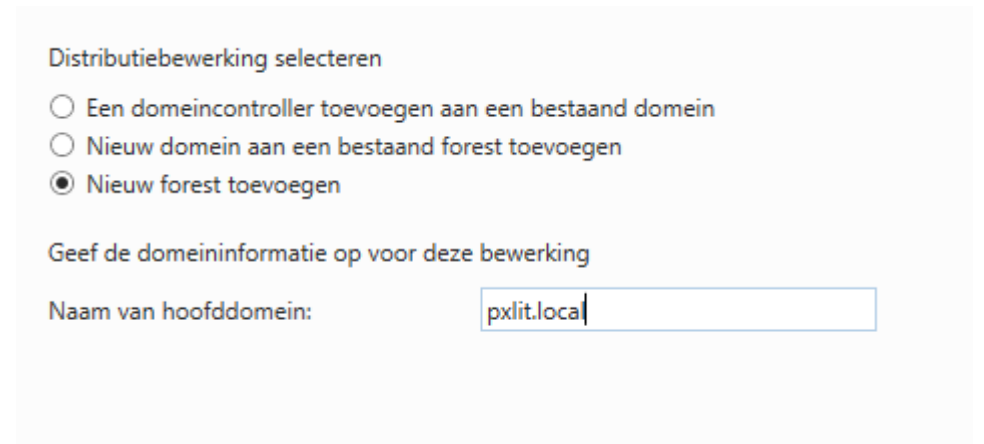 Distributiebewerking selecteren
Een domeincontroller toevoegen aan een bestaand domein
Nieuw domein aan een bestaand forest toevoegen
Nieuw forest toevoegen
Geef de domeininformatie op voor deze bewerking
Naam van hoofddomein: pxlit.local